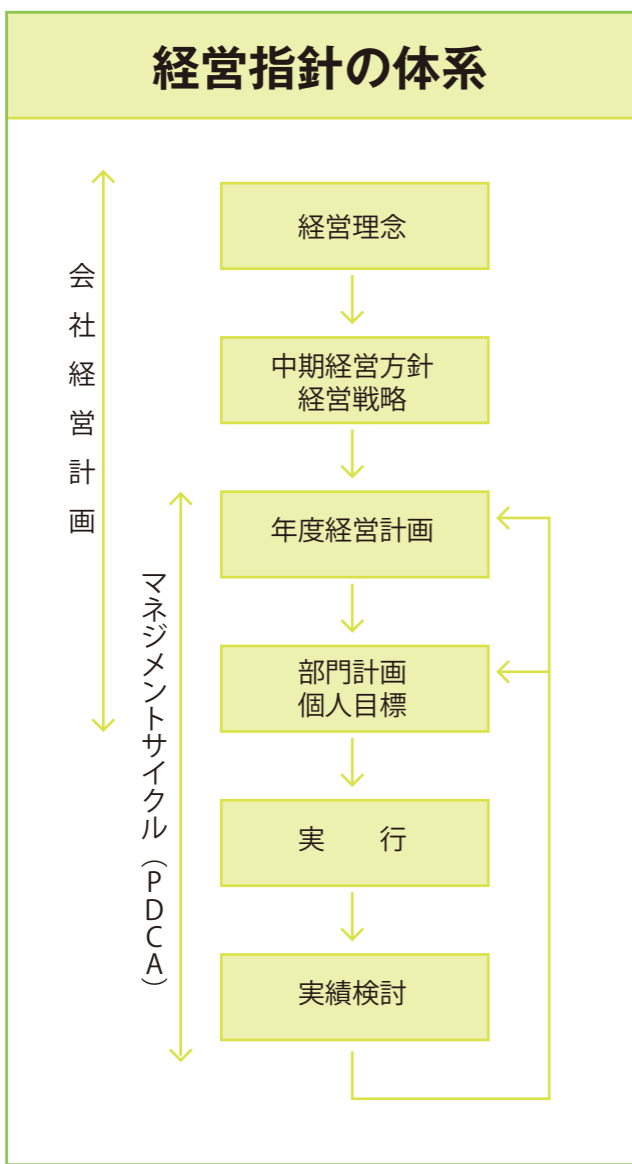 経営指針の体系
会社経営計画
マネジメントサイクル（PDCA）
経営理念
中期経営方針
経営戦略
年度経営計画
部門計画
個人目標
実　　行
実績検討